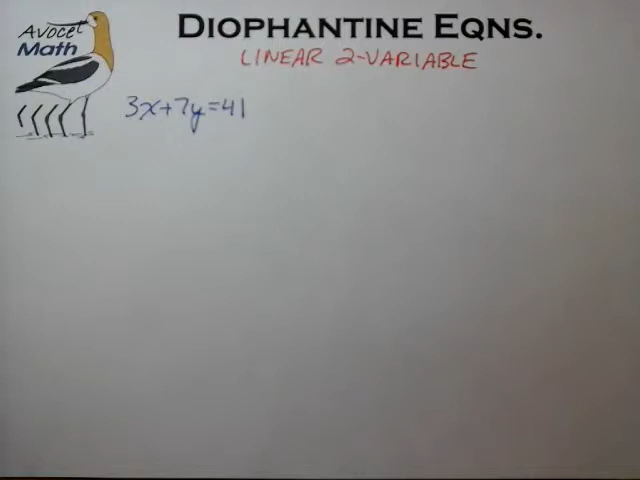 Avocet
Math
DIOPHANTINE EQNS.
LINEAR 2-VARIABLE
3x+7y=41